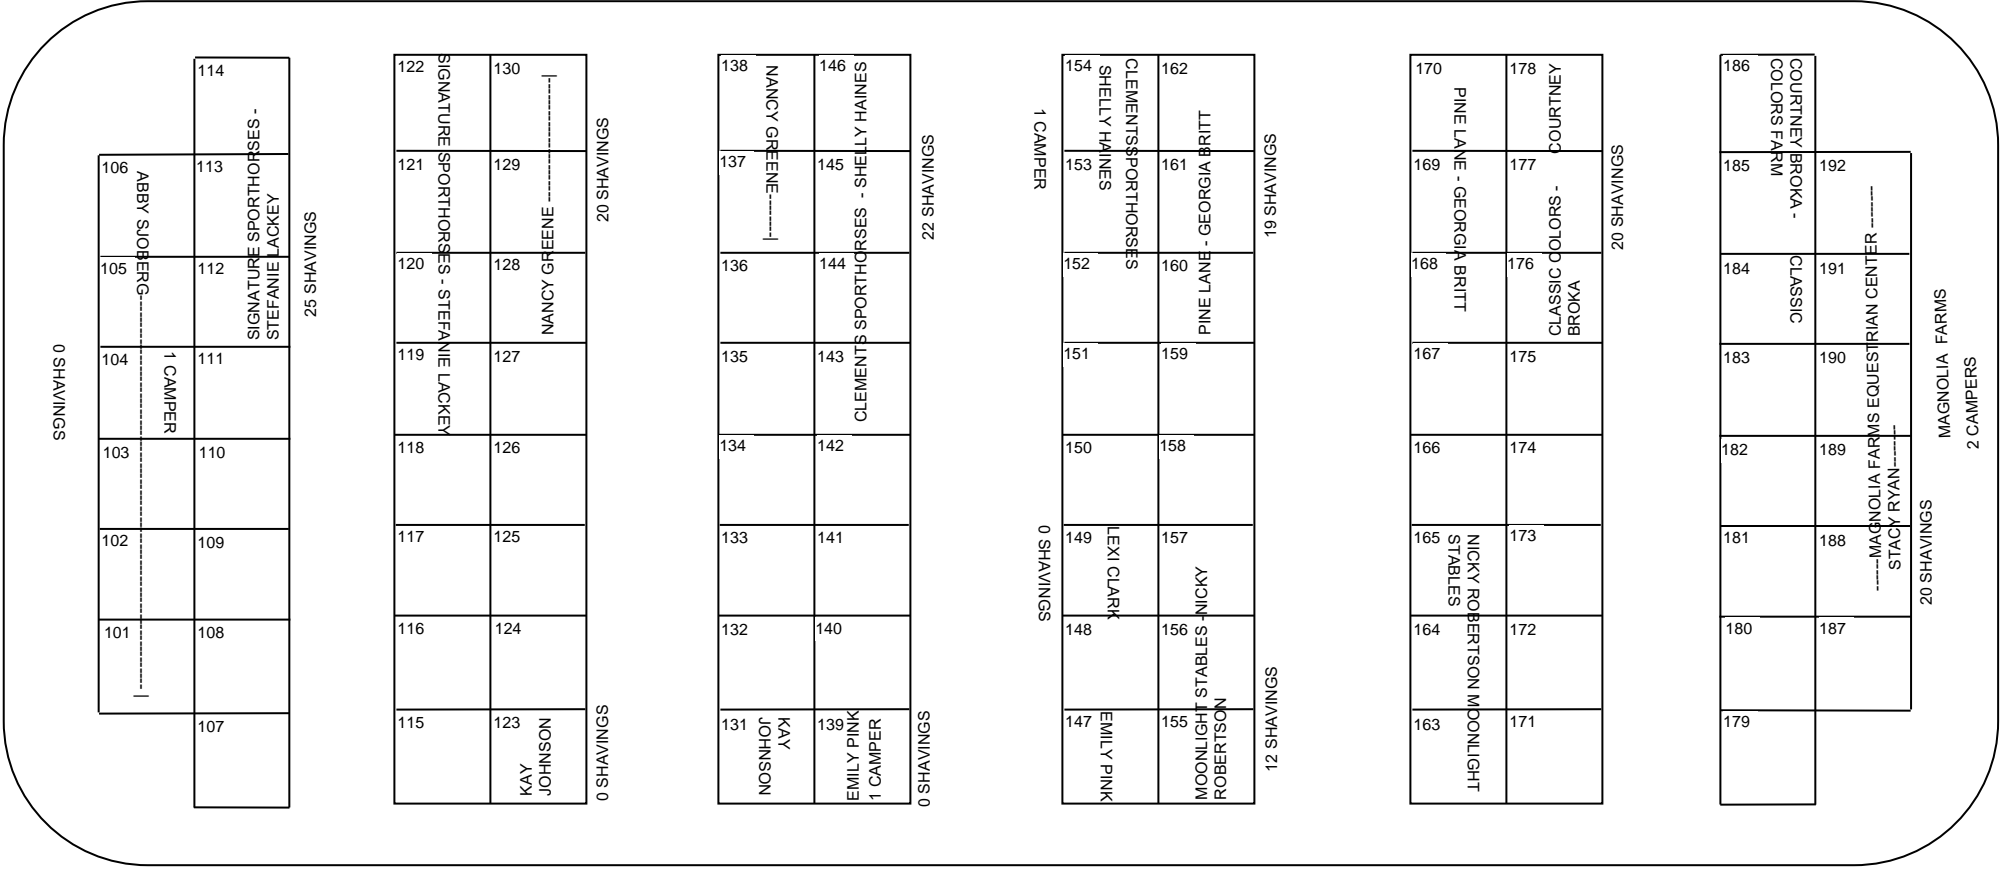 0 SHAVINGS
106
105
104
103
102
101
ABBY SJOBERG--------------------------------------------------|
1 CAMPER
114
113
112
111
110
109
108
107
SIGNATURE SPORTHORSES -
STEFANIE LACKEY
25 SHAVINGS
122
121
120
119
118
117
116
115
SIGNATURE SPORTHORSES - STEFANIE LACKEY
130
129
128
127
126
125
124
123
NANCY GREENE ----------------|
KAY
JOHNSON
20 SHAVINGS
0 SHAVINGS
138
137
136
135
134
133
132
131
NANCY GREENE------|
KAY
JOHNSON
146
145
144
143
142
141
140
139
CLEMENTS SPORTHORSES - SHELLY HAINES
EMILY PINK
1 CAMPER
22 SHAVINGS
0 SHAVINGS
1 CAMPER
0 SHAVINGS
154
153
152
151
150
149
148
147
CLEMENTSSPORTHORSES
SHELLY HAINES
LEXI CLARK
EMILY PINK
162
161
160
159
158
157
156
155
PINE LANE - GEORGIA BRITT
MOONLIGHT STABLES -NICKY
ROBERTSON
19 SHAVINGS
12 SHAVINGS
170
169
168
167
166
165
164
163
PINE LANE - GEORGIA BRITT
NICKY ROBERTSON MOONLIGHT
STABLES
178
177
176
175
174
173
172
171
CLASSIC COLORS - COURTNEY
BROKA
20 SHAVINGS
186
185
184
183
182
181
180
179
COURTNEY BROKA - CLASSIC
COLORS FARM
192
191
190
189
188
187
-----MAGNOLIA FARMS EQUESTRIAN CENTER ------
STACY RYAN------
MAGNOLIA FARMS
2 CAMPERS
20 SHAVINGS